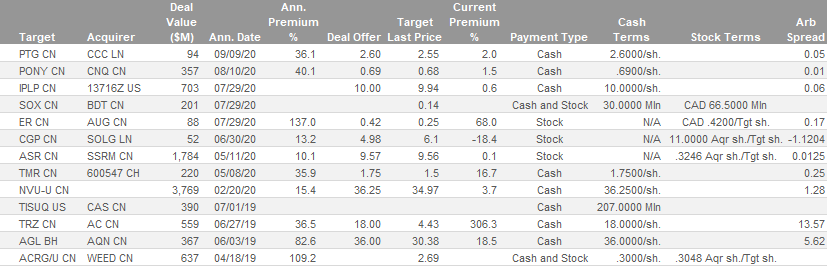 Deal
Ann.
Current
Value
Premium
Target
Premium
Cash
Arb
Target Acquirer ($M) Ann. Date % Deal Offer Last Price % Payment Type Terms Stock Terms Spread
PTG CN CCC LN 94 09/09/20 36.1 2.60 2.55 2.0 Cash 2.6000/sh. 0.05
PONY CN CNQ CN 357 08/10/20 40.1 0.69 0.68 1.5 Cash .6900/sh. 0.01
IPLP CN 13716Z US 703 07/29/20 10.00 9.94 0.6 Cash 10.0000/sh. 0.06
SOX CN BDT CN 201 07/29/20 0.14 Cash and Stock 30.0000 Mln CAD 66.5000 Mln
ER CN AUG CN 88 07/29/20 137.0 0.42 0.25 68.0 Stock N/A CAD .4200/Tgt sh. 0.17
CGP CN SOLG LN 52 06/30/20 13.2 4.98 6.1 -18.4 Stock N/A 11.0000 Aqr sh./Tgt sh. -1.1204
ASR CN SSRM CN 1,784 05/11/20 10.1 9.57 9.56 0.1 Stock N/A .3246 Aqr sh./Tgt sh. 0.0125
TMR CN 600547 CH 220 05/08/20 35.9 1.75 1.5 16.7 Cash 1.7500/sh. 0.25
NVU-U CN 3,769 02/20/20 15.4 36.25 34.97 3.7 Cash 36.2500/sh. 1.28
TISUQ US CAS CN 390 07/01/19 Cash 207.0000 Mln
TRZ CN AC CN 559 06/27/19 36.5 18.00 4.43 306.3 Cash 18.0000/sh. 13.57
AGL BH AQN CN 367 06/03/19 82.6 36.00 30.38 18.5 Cash 36.0000/sh. 5.62
ACRG/U CN WEED CN 637 04/18/19 109.2 2.69 Cash and Stock .3000/sh. .3048 Aqr sh./Tgt sh.